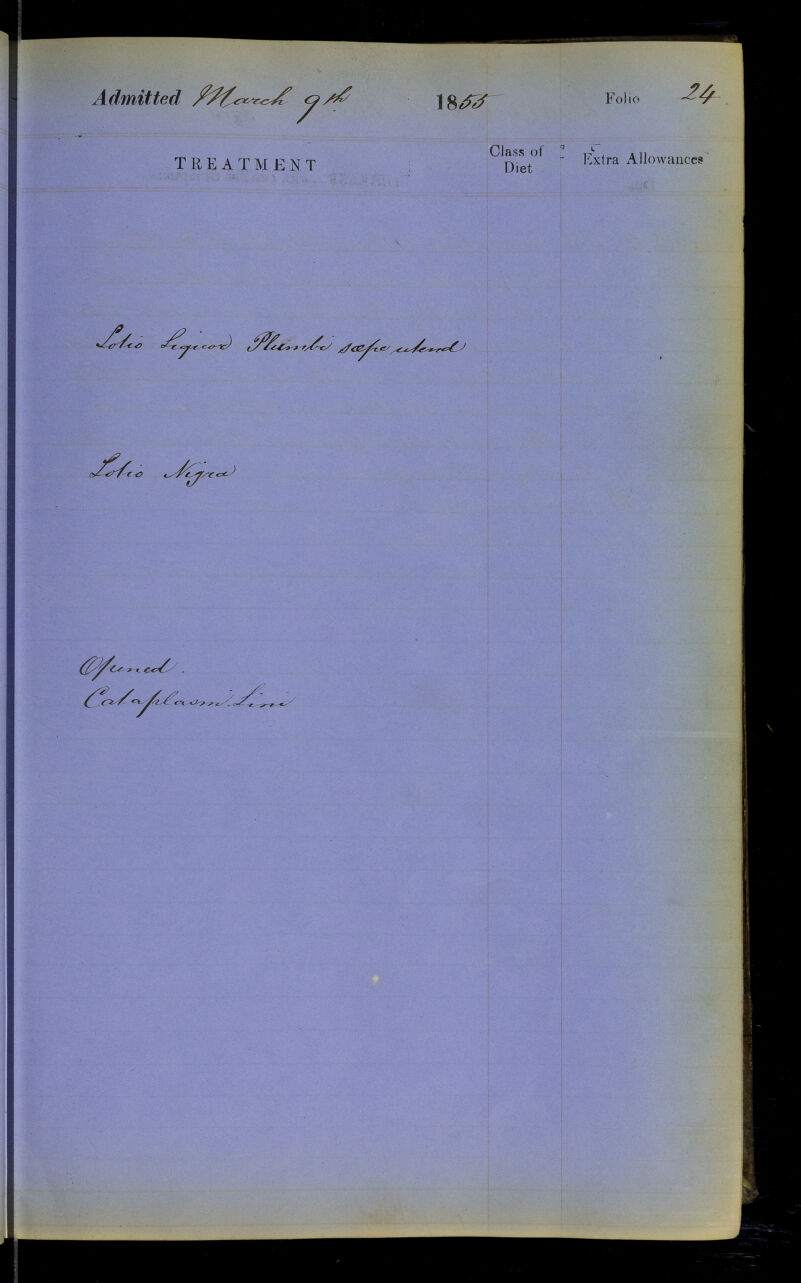 Admitted March 9th 1855 Folio 24
TREATMENT Class of Diet Extra Allowances
Lotio Liquor Plumbi sæpe utend
Lotio Nigra
Opened.
Cataplasm. Lini